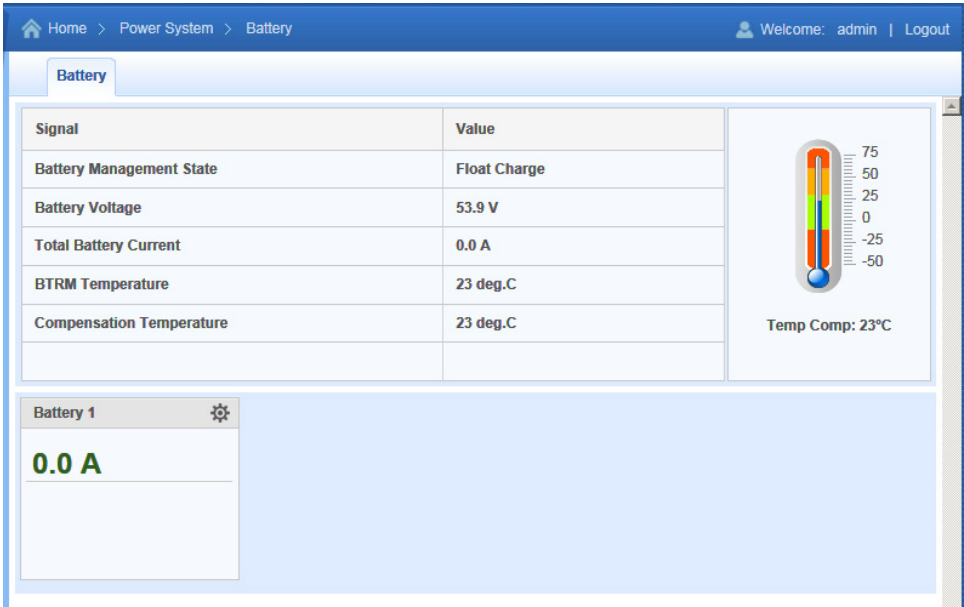 Home > Power System > Battery
Welcome: admin | Logout
Battery
Signal Value
Battery Management State Float Charge
Battery Voltage 53.9 V
Total Battery Current 0.0 A
BTRM Temperature 23 deg.C
Compensation Temperature 23 deg.C
75
50
25
0
-25
-50
Temp Comp: 23°C
Battery 1
0.0 A